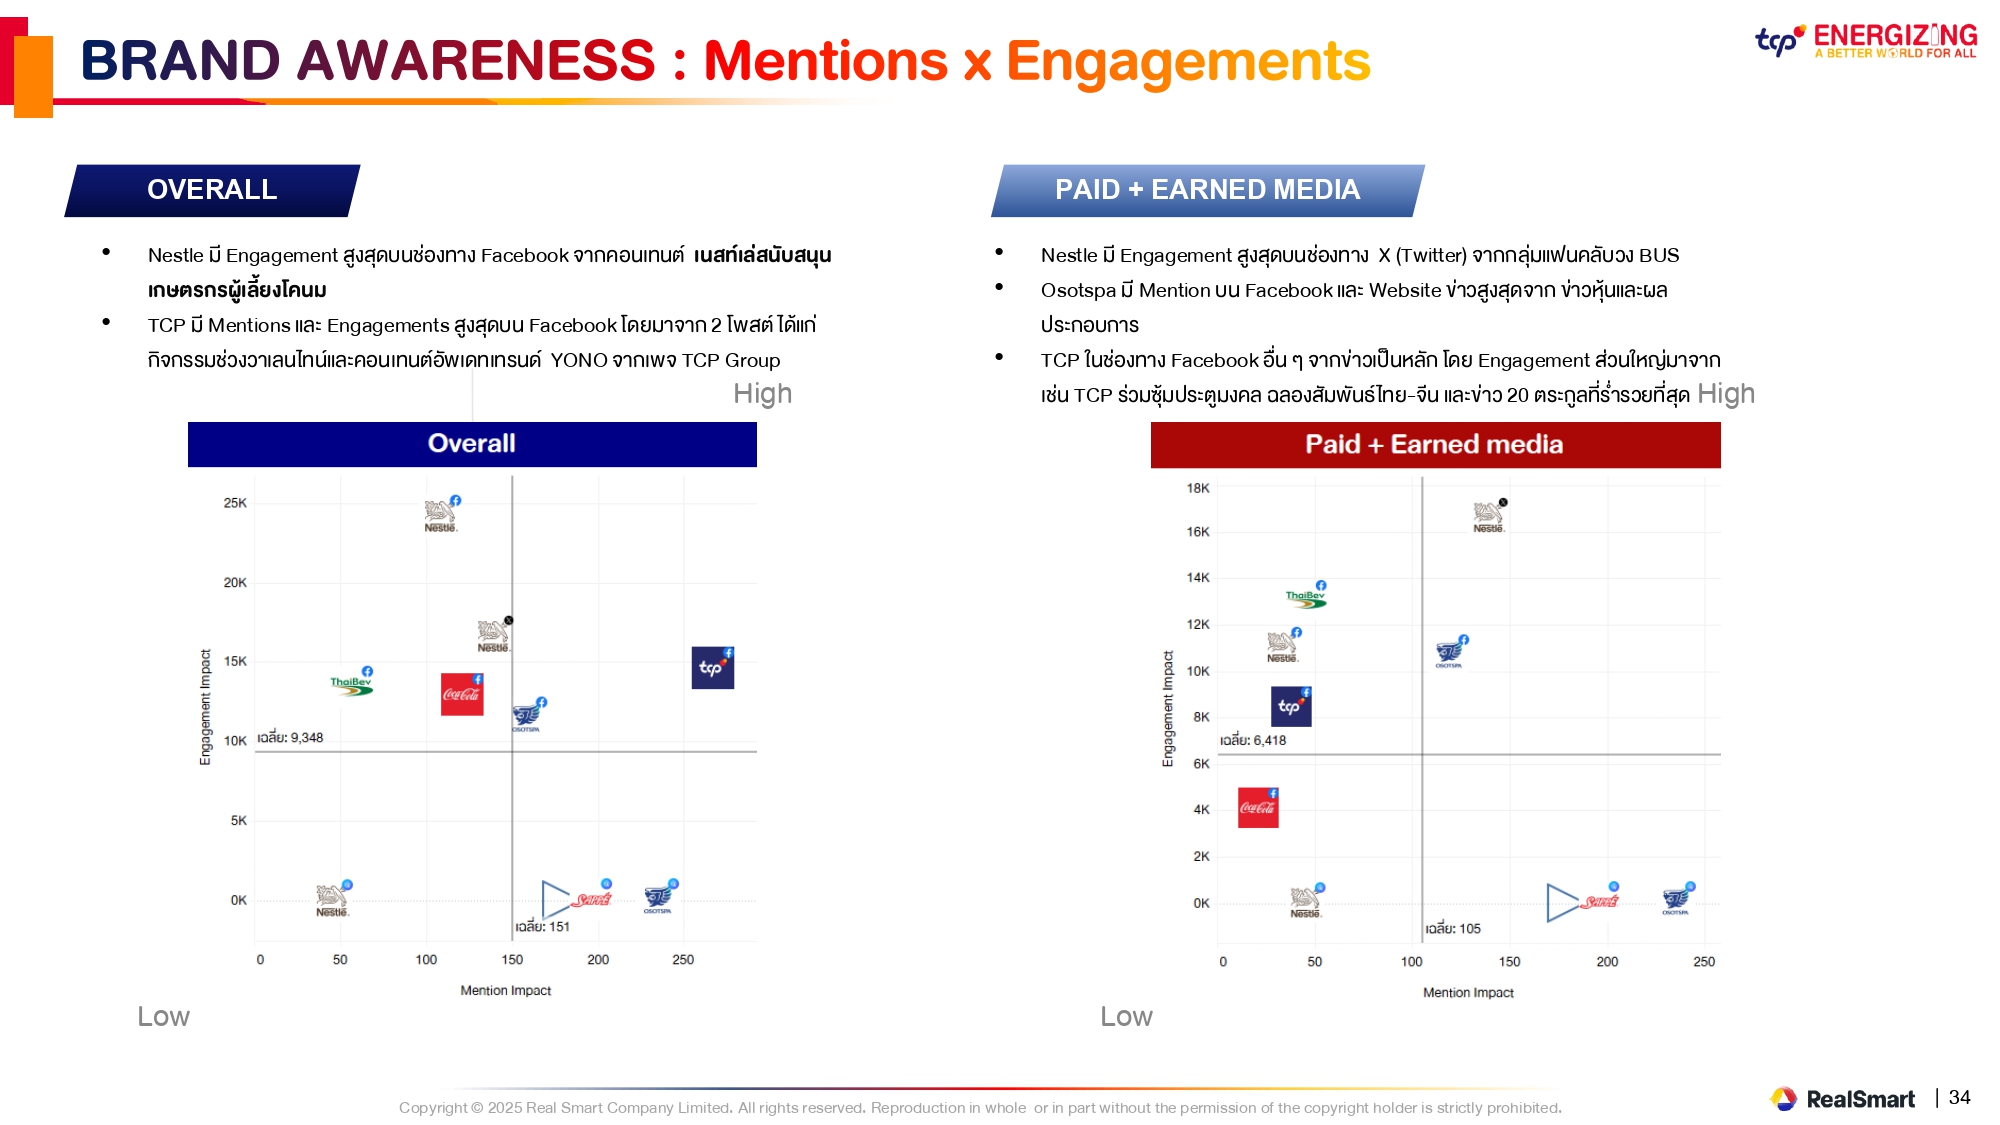 BRAND AWARENESS : Mentions x Engagements
tcp ENERGIZING
A BETTER WORLD FOR ALL
OVERALL
• Nestle มี Engagement สูงสุดบนช่องทาง Facebook จากคอนเทนต์ เนสท์เล่สนับสนุน
เกษตรกรผู้เลี้ยงโคนม
• TCP มี Mentions และ Engagements สูงสุดบน Facebook โดยมาจาก 2 โพสต์ ได้แก่
กิจกรรมช่วงวาเลนไทน์และคอนเทนต์อัพเดทเทรนด์ YONO จากเพจ TCP Group
High
Overall
25K
20K
15K
10K
5K
0K
Engagement Impact
Nestle
Nestle
ThaiBev
Coca-Cola
OSOTSPA
tcp
เฉลี่ย: 9,348
Nestle
SAPPÉ
OSOTSPA
เฉลี่ย: 151
0 50 100 150 200 250
Mention Impact
Low
PAID + EARNED MEDIA
• Nestle มี Engagement สูงสุดบนช่องทาง X (Twitter) จากกลุ่มแฟนคลับวง BUS
• Osotspa มี Mention บน Facebook และ Website ข่าวสูงสุดจาก ข่าวหุ้นและผล
ประกอบการ
• TCP ในช่องทาง Facebook อื่น ๆ จากข่าวเป็นหลัก โดย Engagement ส่วนใหญ่มาจาก
เช่น TCP ร่วมซุ้มประตูมงคล ฉลองสัมพันธ์ไทย-จีน และข่าว 20 ตระกูลที่ร่ำรวยที่สุด High
Paid + Earned media
18K
16K
14K
12K
10K
8K
6K
4K
2K
0K
Engagement Impact
Nestle
ThaiBev
Nestle
OSOTSPA
tcp
เฉลี่ย: 6,418
Coca-Cola
Nestle
SAPPÉ
OSOTSPA
เฉลี่ย: 105
0 50 100 150 200 250
Mention Impact
Low
Copyright © 2025 Real Smart Company Limited. All rights reserved. Reproduction in whole or in part without the permission of the copyright holder is strictly prohibited.
RealSmart | 34